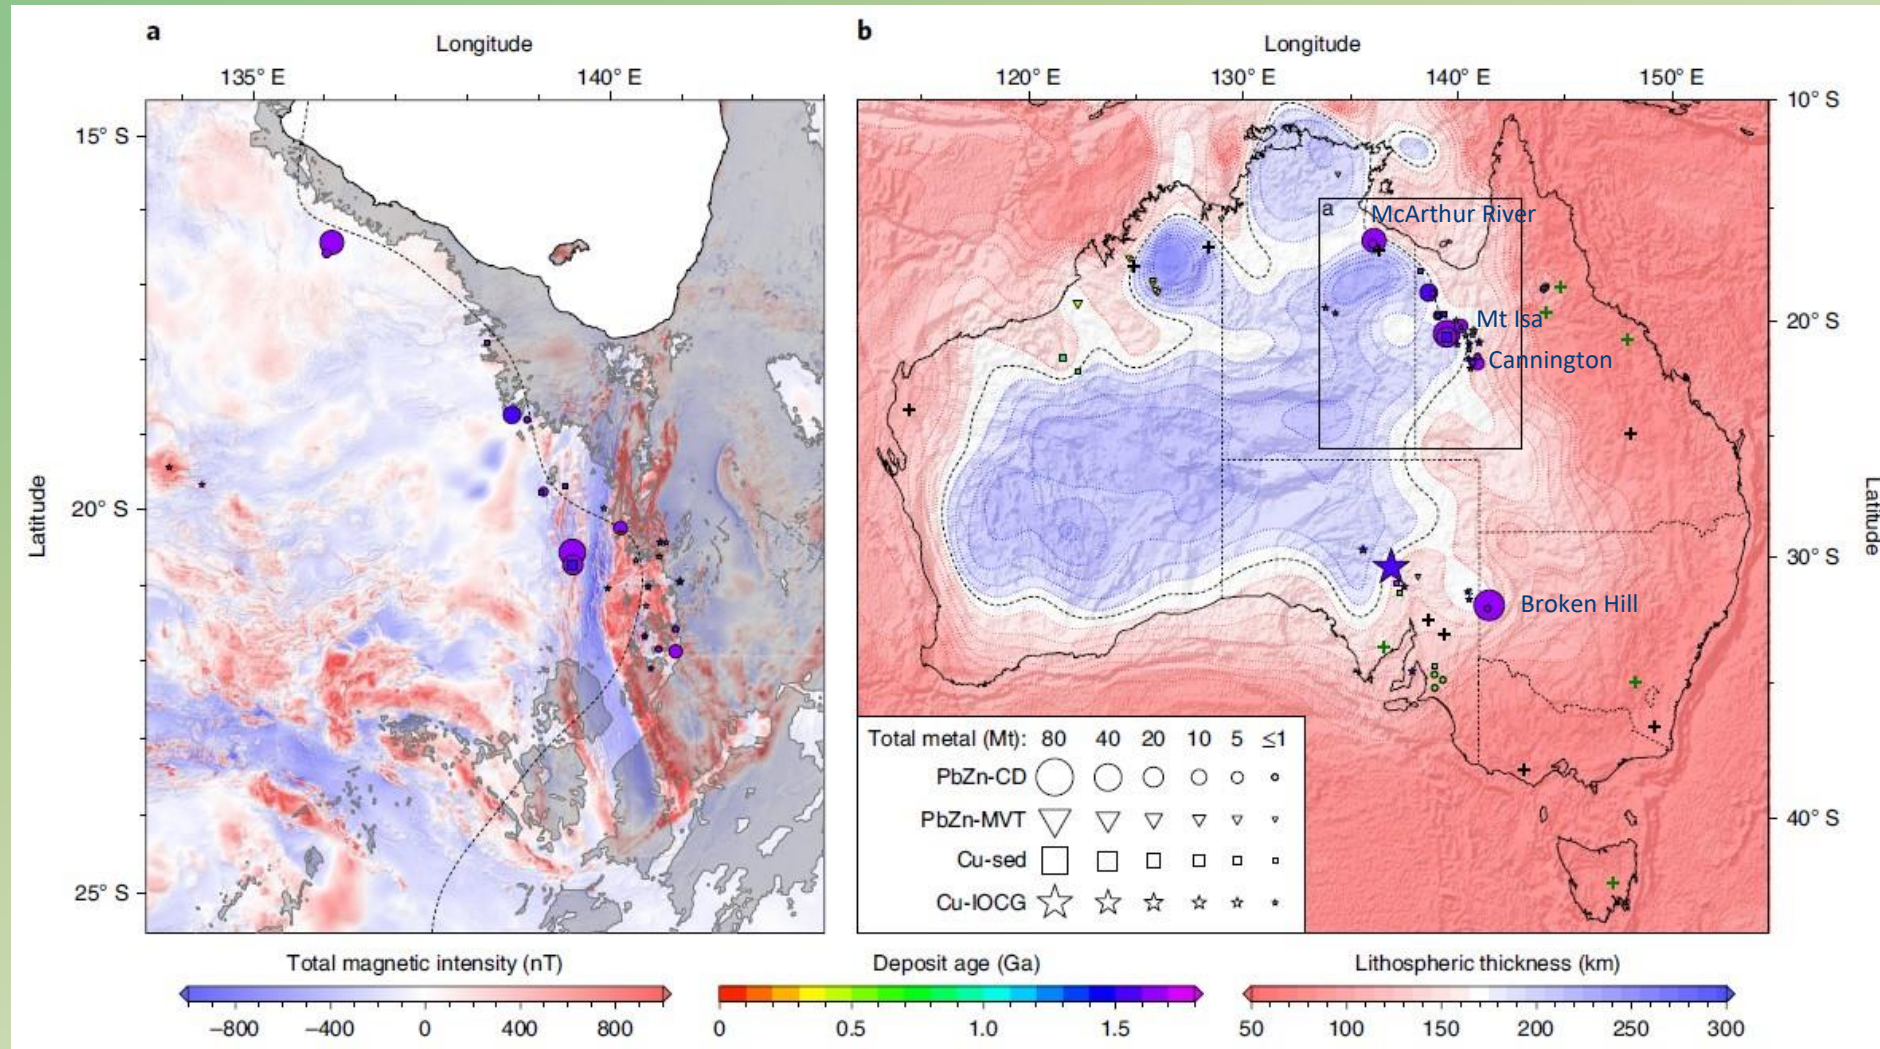 a
Longitude
135° E 140° E
15° S
20° S
25° S
Latitude
b
Longitude
120° E 130° E 140° E 150° E
10° S
20° S
30° S
40° S
Latitude
a
McArthur River
Mt Isa
Cannington
Broken Hill
Total metal (Mt): 80 40 20 10 5 ≤1
PbZn-CD
PbZn-MVT
Cu-sed
Cu-IOCG
Total magnetic intensity (nT)
−800 −400 0 400 800
Deposit age (Ga)
0 0.5 1.0 1.5
Lithospheric thickness (km)
50 100 150 200 250 300